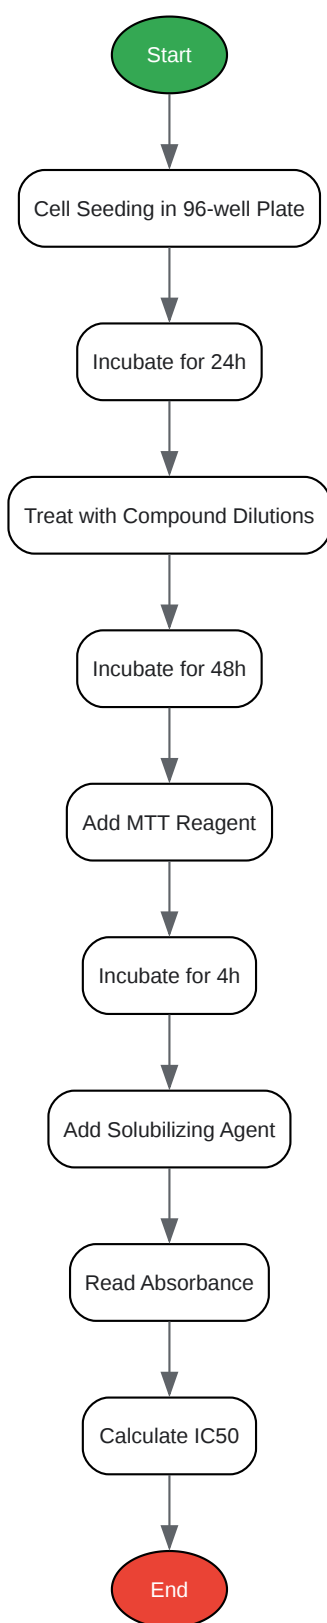 Start
Cell Seeding in 96-well Plate
Incubate for 24h
Treat with Compound Dilutions
Incubate for 48h
Add MTT Reagent
Incubate for 4h
Add Solubilizing Agent
Read Absorbance
Calculate IC50
End